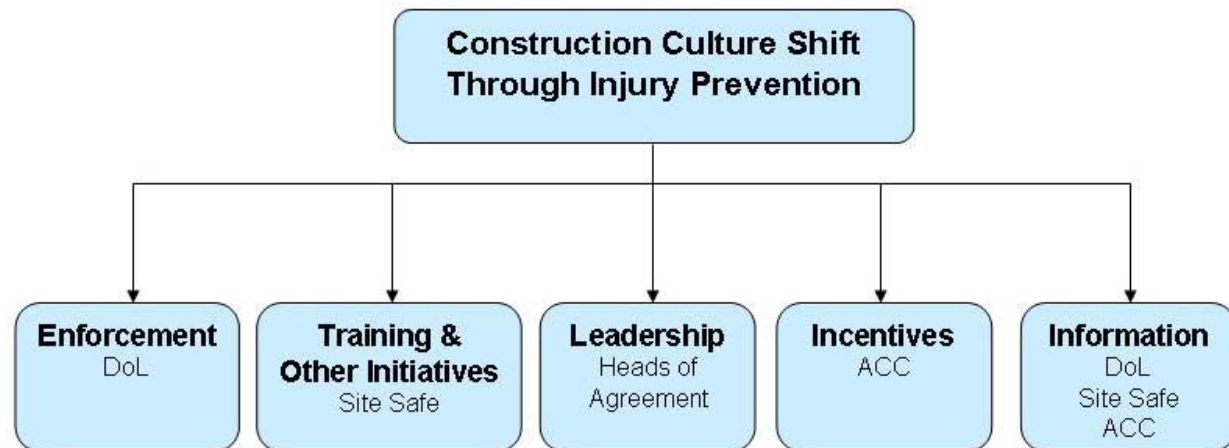 Construction Culture Shift
Through Injury Prevention
Enforcement
DoL
Training &
Other Initiatives
Site Safe
Leadership
Heads of
Agreement
Incentives
ACC
Information
DoL
Site Safe
ACC